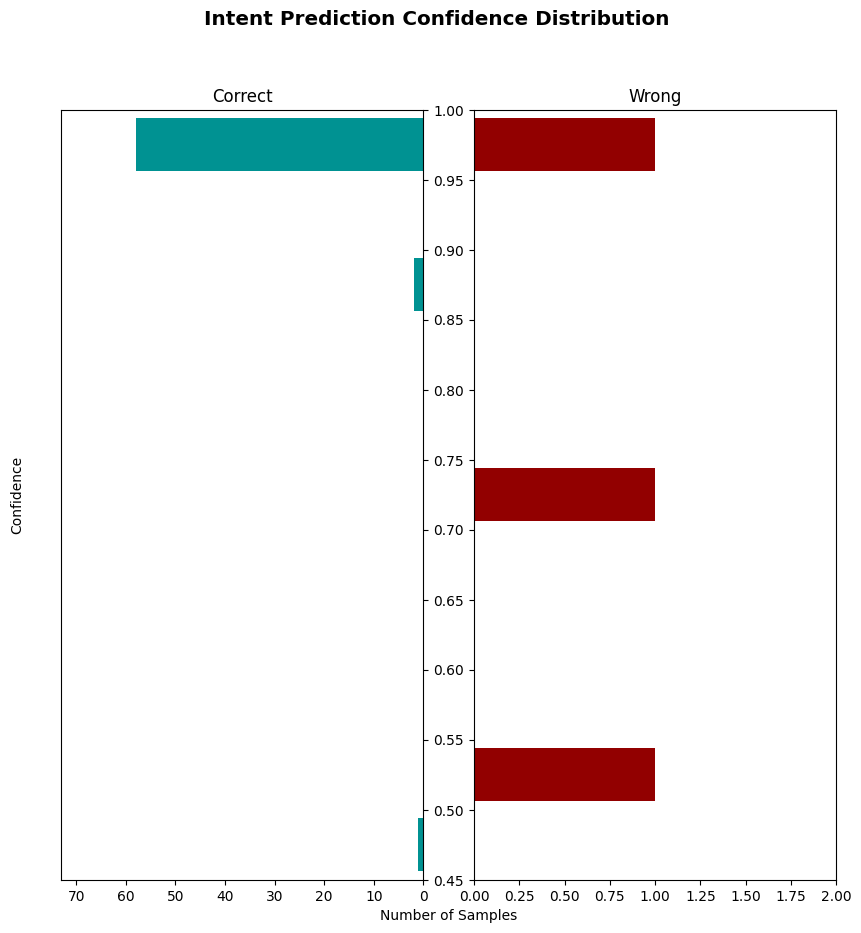 Intent Prediction Confidence Distribution
Correct
Wrong
1.00
0.95
0.90
0.85
0.80
0.75
0.70
0.65
0.60
0.55
0.50
0.45
Confidence
70 60 50 40 30 20 10 0
0.00 0.25 0.50 0.75 1.00 1.25 1.50 1.75 2.00
Number of Samples